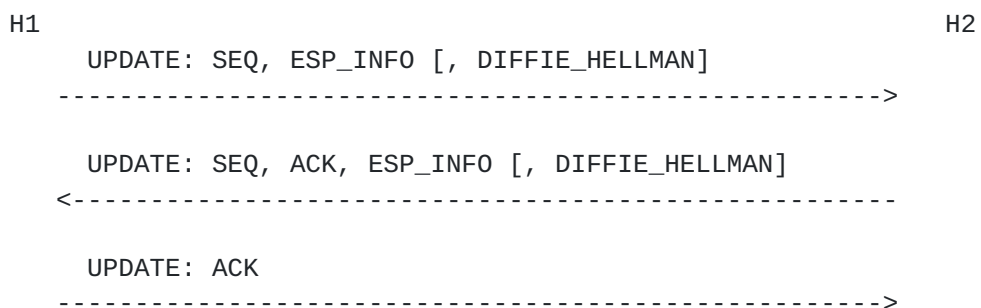 H1 H2
UPDATE: SEQ, ESP_INFO [, DIFFIE_HELLMAN]
----------------------------------------------------->
UPDATE: SEQ, ACK, ESP_INFO [, DIFFIE_HELLMAN]
<-----------------------------------------------------
UPDATE: ACK
----------------------------------------------------->